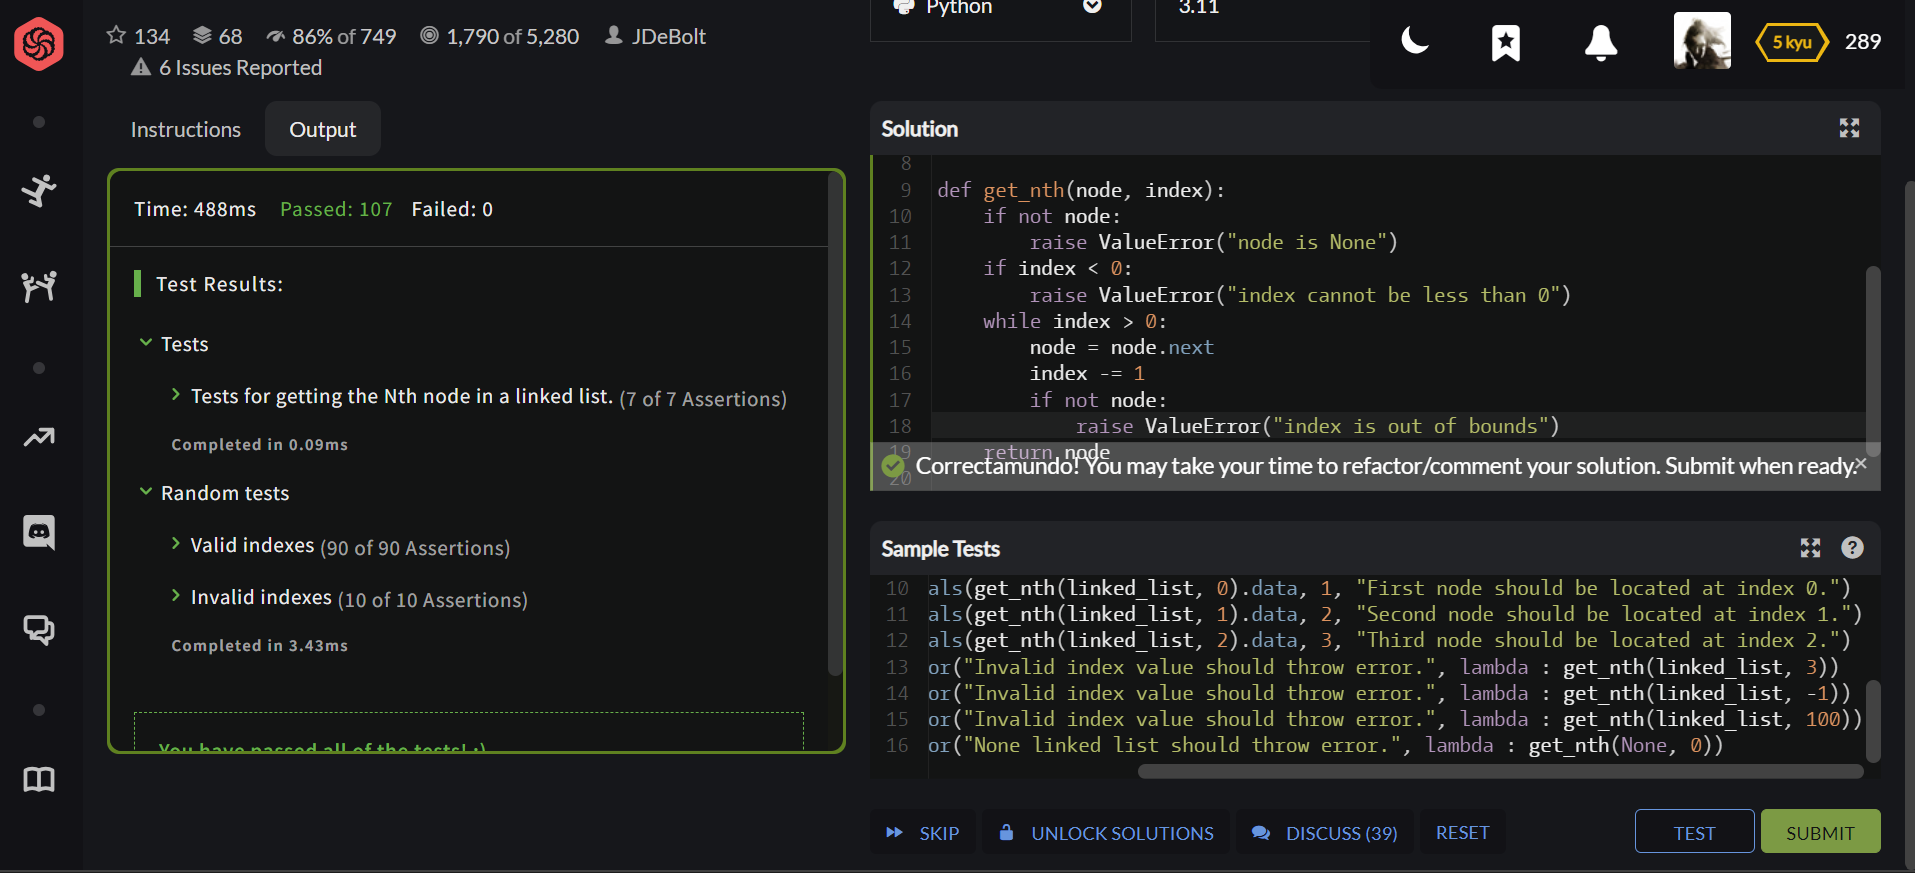 134 68 86% of 749 1,790 of 5,280 JDeBolt
6 Issues Reported
Python
3.11
5 kyu 289
Instructions Output
Time: 488ms Passed: 107 Failed: 0
Test Results:
Tests
Tests for getting the Nth node in a linked list. (7 of 7 Assertions)
Completed in 0.09ms
Random tests
Valid indexes (90 of 90 Assertions)
Invalid indexes (10 of 10 Assertions)
Completed in 3.43ms
You have passed all of the tests! :)
Solution
8
9 def get_nth(node, index):
10 if not node:
11 raise ValueError("node is None")
12 if index < 0:
13 raise ValueError("index cannot be less than 0")
14 while index > 0:
15 node = node.next
16 index -= 1
17 if not node:
18 raise ValueError("index is out of bounds")
19 return node
20
Correctamundo! You may take your time to refactor/comment your solution. Submit when ready.
Sample Tests
10 als(get_nth(linked_list, 0).data, 1, "First node should be located at index 0.")
11 als(get_nth(linked_list, 1).data, 2, "Second node should be located at index 1.")
12 als(get_nth(linked_list, 2).data, 3, "Third node should be located at index 2.")
13 or("Invalid index value should throw error.", lambda : get_nth(linked_list, 3))
14 or("Invalid index value should throw error.", lambda : get_nth(linked_list, -1))
15 or("Invalid index value should throw error.", lambda : get_nth(linked_list, 100))
16 or("None linked list should throw error.", lambda : get_nth(None, 0))
SKIP UNLOCK SOLUTIONS DISCUSS (39) RESET TEST SUBMIT